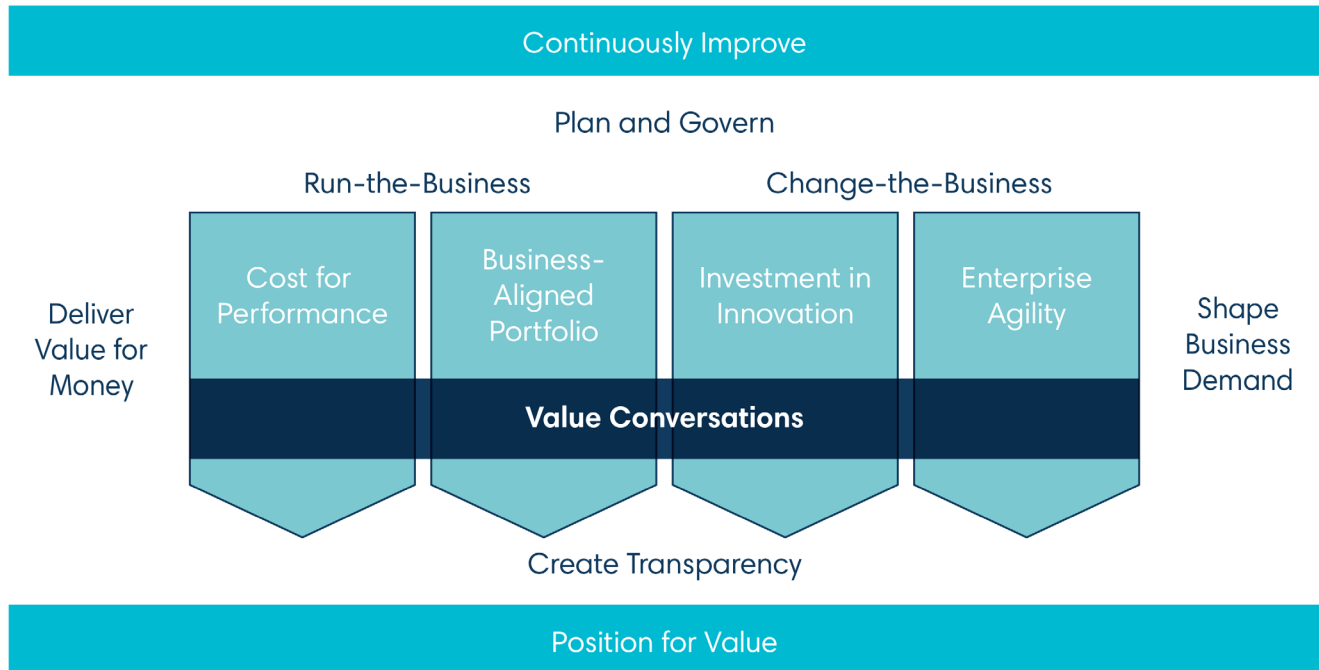 Continuously Improve
Plan and Govern
Run-the-Business
Change-the-Business
Deliver
Value for
Money
Cost for
Performance
Business-
Aligned
Portfolio
Investment in
Innovation
Enterprise
Agility
Shape
Business
Demand
Value Conversations
Create Transparency
Position for Value